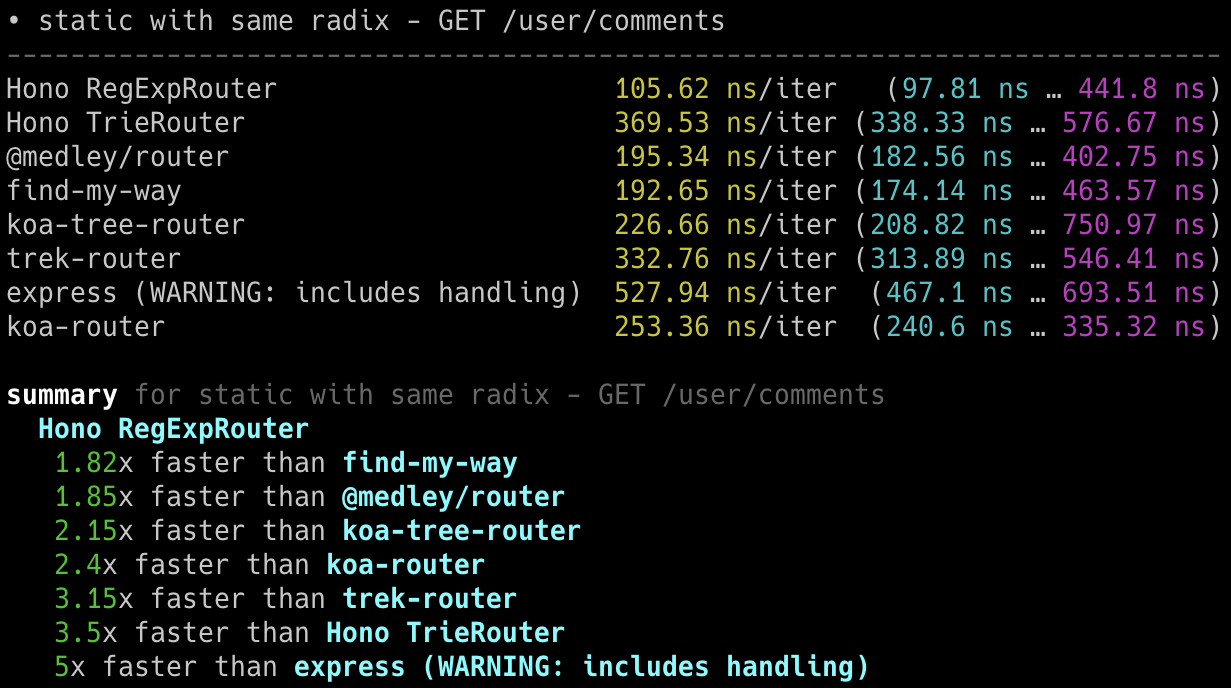 • static with same radix - GET /user/comments
--------------------------------------------------------------------------------
Hono RegExpRouter 105.62 ns/iter (97.81 ns … 441.8 ns)
Hono TrieRouter 369.53 ns/iter (338.33 ns … 576.67 ns)
@medley/router 195.34 ns/iter (182.56 ns … 402.75 ns)
find-my-way 192.65 ns/iter (174.14 ns … 463.57 ns)
koa-tree-router 226.66 ns/iter (208.82 ns … 750.97 ns)
trek-router 332.76 ns/iter (313.89 ns … 546.41 ns)
express (WARNING: includes handling) 527.94 ns/iter (467.1 ns … 693.51 ns)
koa-router 253.36 ns/iter (240.6 ns … 335.32 ns)
summary for static with same radix - GET /user/comments
Hono RegExpRouter
1.82x faster than find-my-way
1.85x faster than @medley/router
2.15x faster than koa-tree-router
2.4x faster than koa-router
3.15x faster than trek-router
3.5x faster than Hono TrieRouter
5x faster than express (WARNING: includes handling)